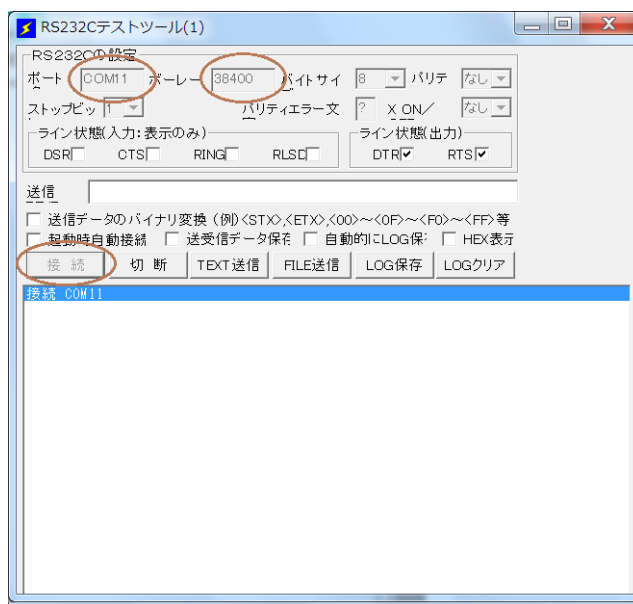 RS232Cテストツール(1)
RS232Cの設定
ポート COM11 ボーレー 38400 バイトサイ 8 パリテ なし
ストップビッ 1 パリティエラー文 ? X ON/ なし
ライン状態(入力:表示のみ) ライン状態(出力)
DSR CTS RING RLSD DTR RTS
送信
送信データのバイナリ変換 (例)<STX>,<ETX>,<00>～<0F>～<F0>～<FF>等
起動時自動接続 送受信データ保存 自動的にLOG保 HEX表示
接 続 切 断 TEXT送信 FILE送信 LOG保存 LOGクリア
接続 COM11